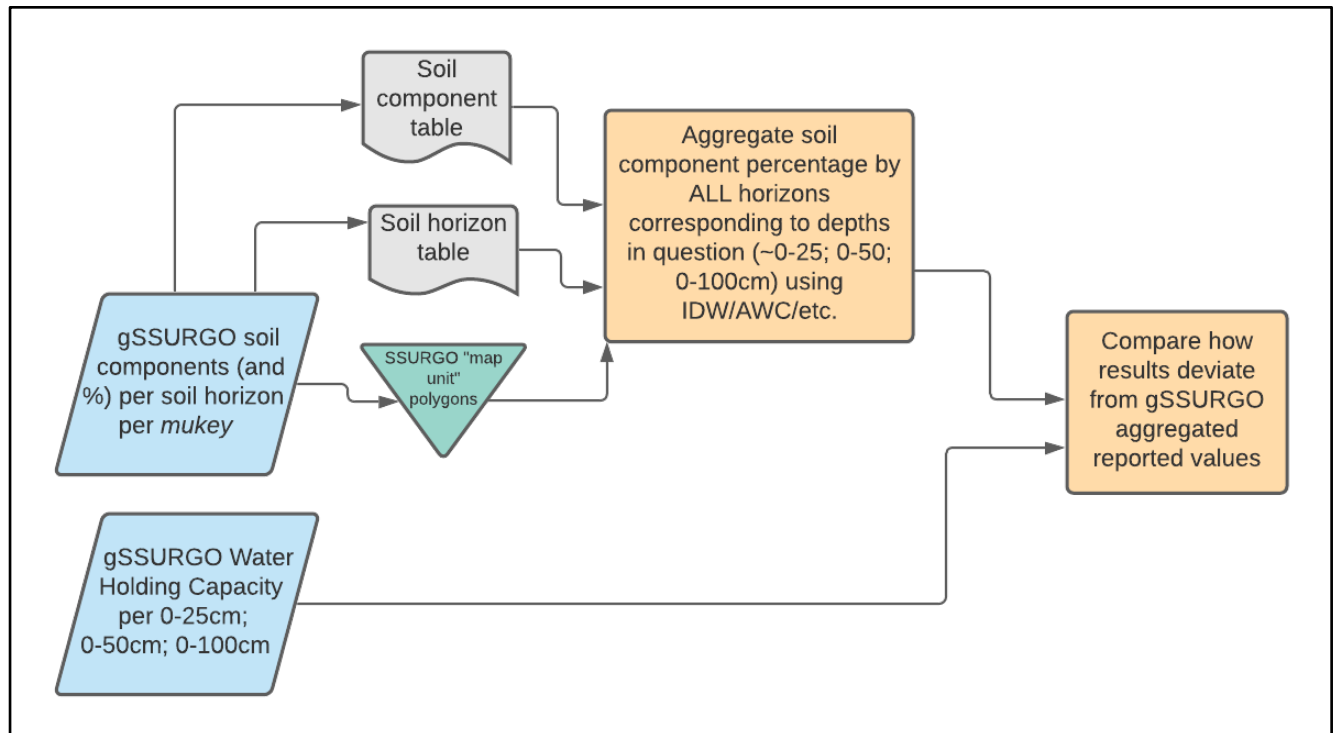 Soil
component
table
Soil horizon
table
gSSURGO soil
components (and
%) per soil horizon
per mukey
SSURGO "map
unit"
polygons
Aggregate soil
component percentage by
ALL horizons
corresponding to depths
in question (~0-25; 0-50;
0-100cm) using
IDW/AWC/etc.
Compare how
results deviate
from gSSURGO
aggregated
reported values
gSSURGO Water
Holding Capacity
per 0-25cm;
0-50cm; 0-100cm